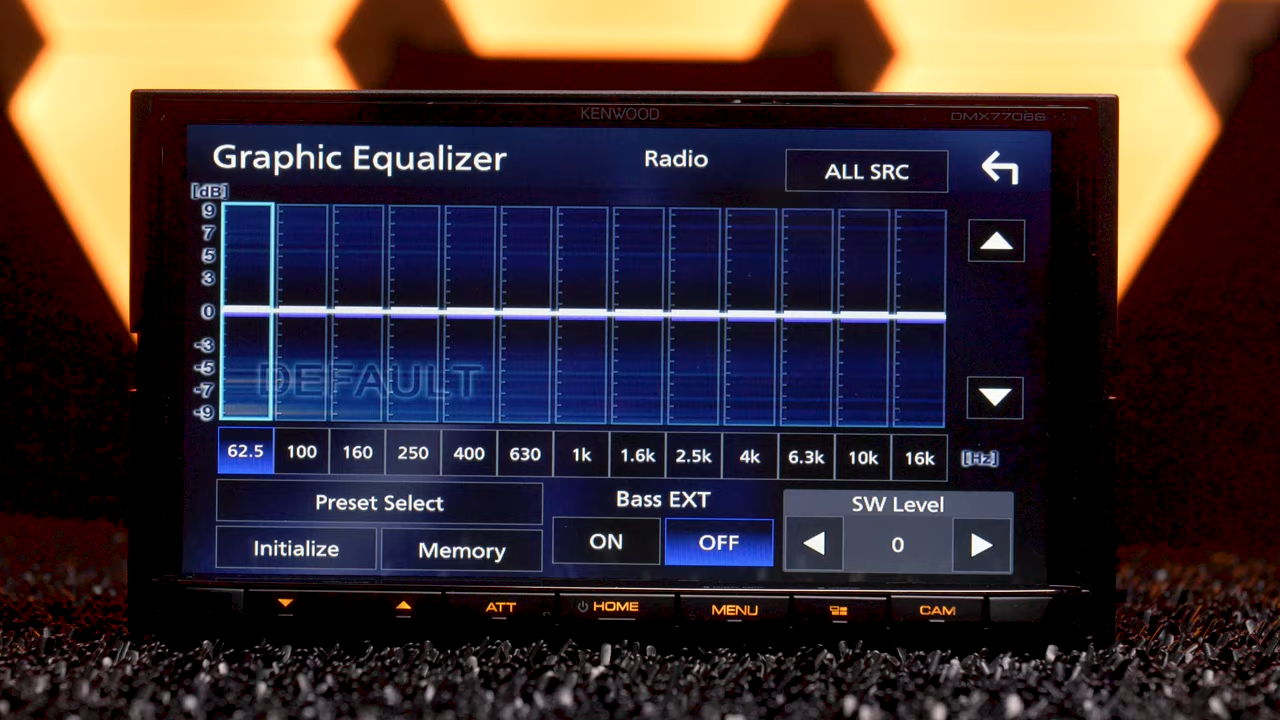 KENWOOD
DMX7709S
Graphic Equalizer
Radio
ALL SRC
[dB]
9
7
5
3
0
-3
-5
-7
-9
DEFAULT
62.5 100 160 250 400 630 1k 1.6k 2.5k 4k 6.3k 10k 16k [Hz]
Preset Select
Bass EXT
SW Level
Initialize
Memory
ON
OFF
0
ATT
HOME
MENU
CAM